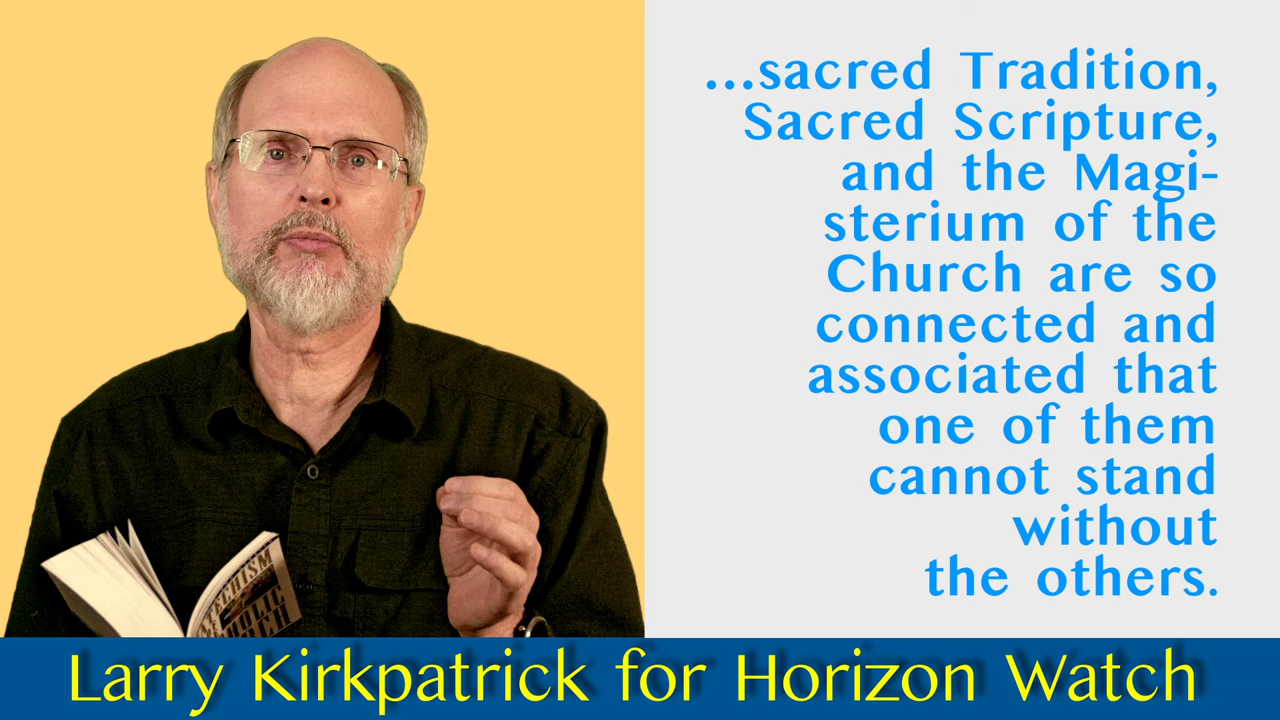 ...sacred Tradition,
Sacred Scripture,
and the Magi-
sterium of the
Church are so
connected and
associated that
one of them
cannot stand
without
the others.
Larry Kirkpatrick for Horizon Watch